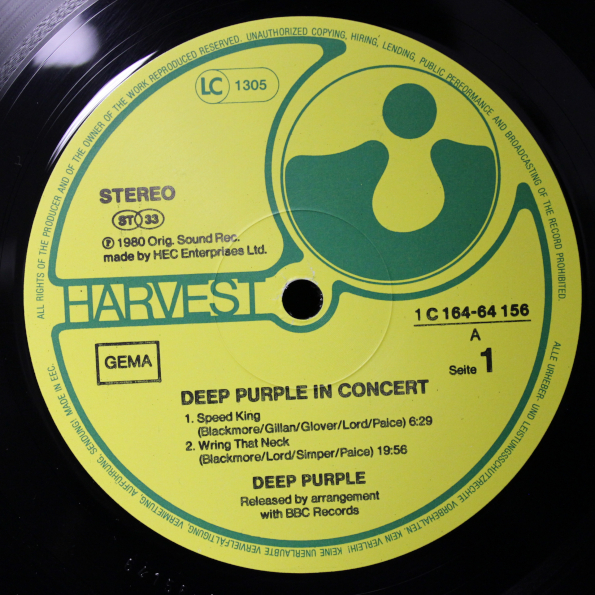 ALL RIGHTS OF THE PRODUCER AND OF THE OWNER OF THE WORK REPRODUCED RESERVED. UNAUTHORIZED COPYING, HIRING, LENDING, PUBLIC PERFORMANCE AND BROADCASTING OF THE RECORD PROHIBITED.
LC 1305
STEREO
ST 33
℗ 1980 Orig. Sound Rec.
made by HEC Enterprises Ltd.
HARVEST
1 C 164-64 156
A
Seite 1
GEMA
DEEP PURPLE IN CONCERT
1. Speed King
(Blackmore/Gillan/Glover/Lord/Paice) 6:29
2. Wring That Neck
(Blackmore/Lord/Simper/Paice) 19:56
DEEP PURPLE
Released by arrangement
with BBC Records
ALLE URHEBER- UND LEISTUNGSSCHUTZRECHTE VORBEHALTEN. KEIN VERLEIH! KEINE UNERLAUBTE VERVIELFÄLTIGUNG, VERMIETUNG, AUFFÜHRUNG, SENDUNG! MADE IN EEC.